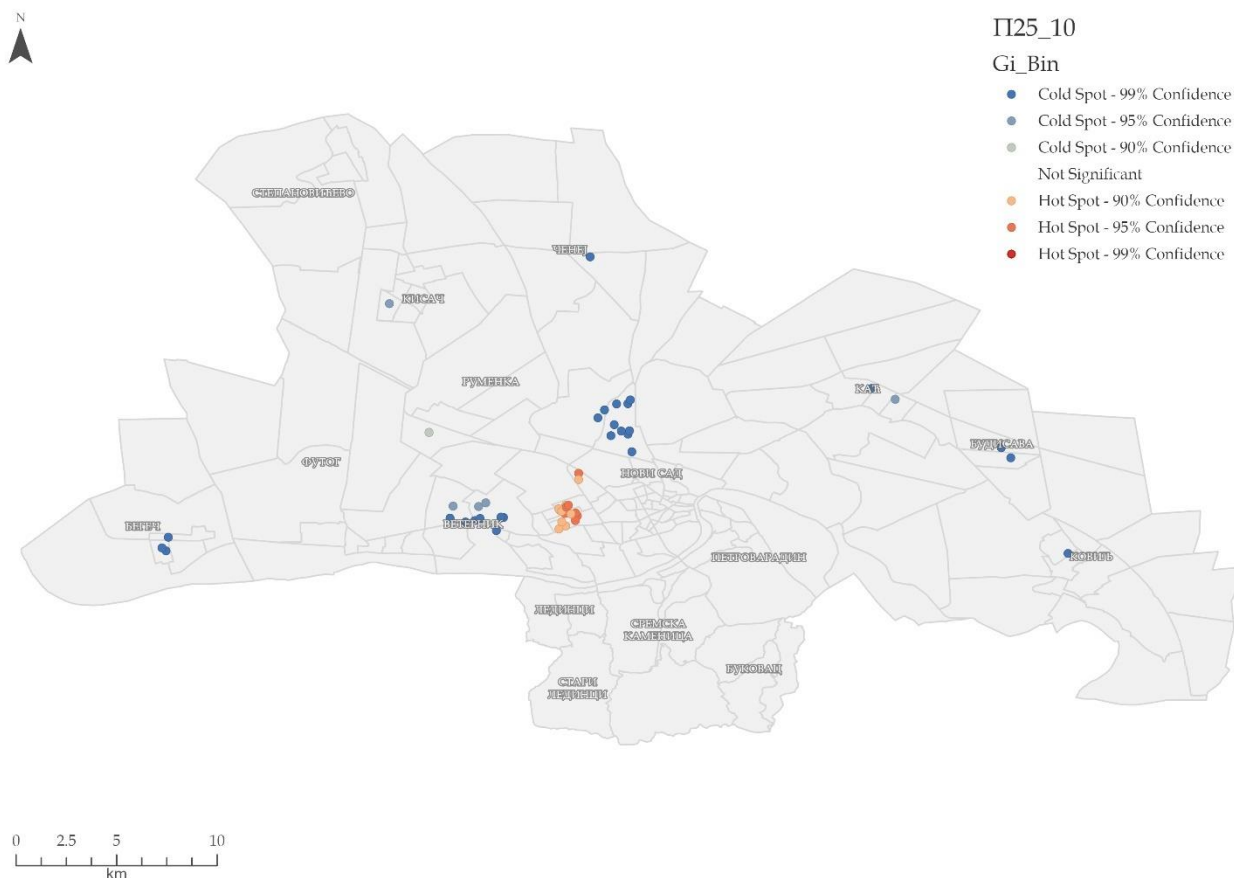 N
П25_10
Gi_Bin
Cold Spot - 99% Confidence
Cold Spot - 95% Confidence
Cold Spot - 90% Confidence
Not Significant
Hot Spot - 90% Confidence
Hot Spot - 95% Confidence
Hot Spot - 99% Confidence
СТЕПАНОВИЋЕВО
ЧЕНЕЈ
КИСАЧ
РУМЕНКА
КАЋ
БУДИСАВА
ФУТОГ
НОВИ САД
БЕГЕЧ
ВЕТЕРНИК
ПЕТРОВАРАДИН
КОВИЉ
ЛЕДИНЦИ
СРЕМСКА
КАМЕНИЦА
БУКОВАЦ
СТАРИ
ЛЕДИНЦИ
0 2.5 5 10
km